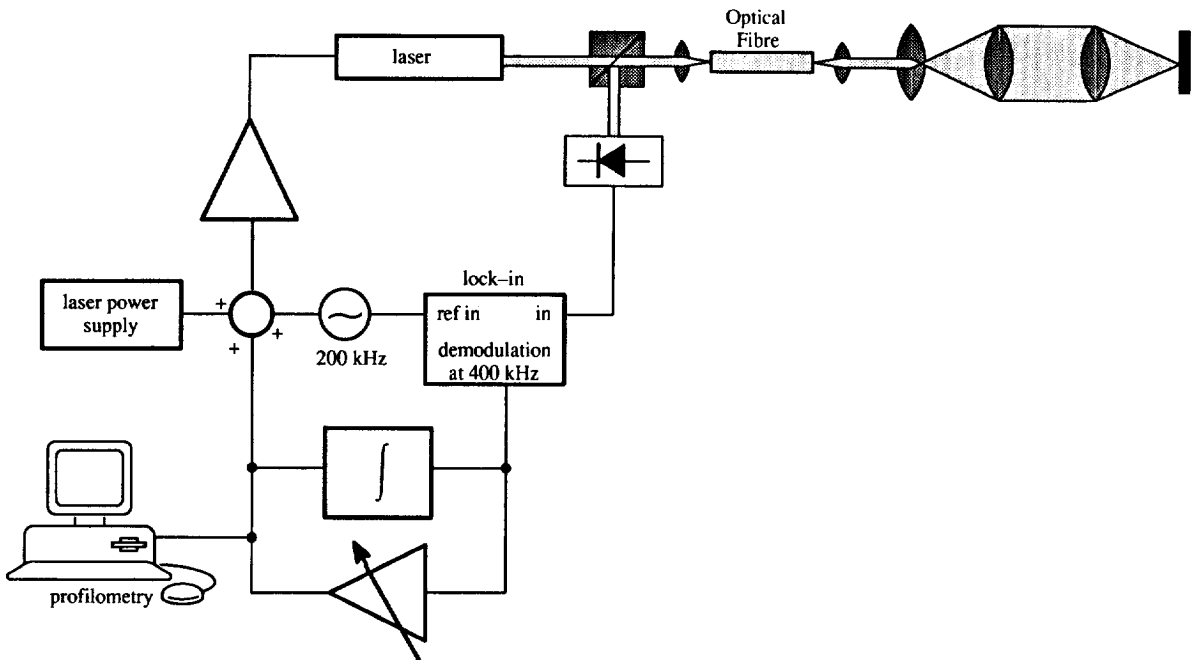 Optical
Fibre
laser
lock–in
laser power
supply
+
+
+
200 kHz
ref in in
demodulation
at 400 kHz
∫
profilometry